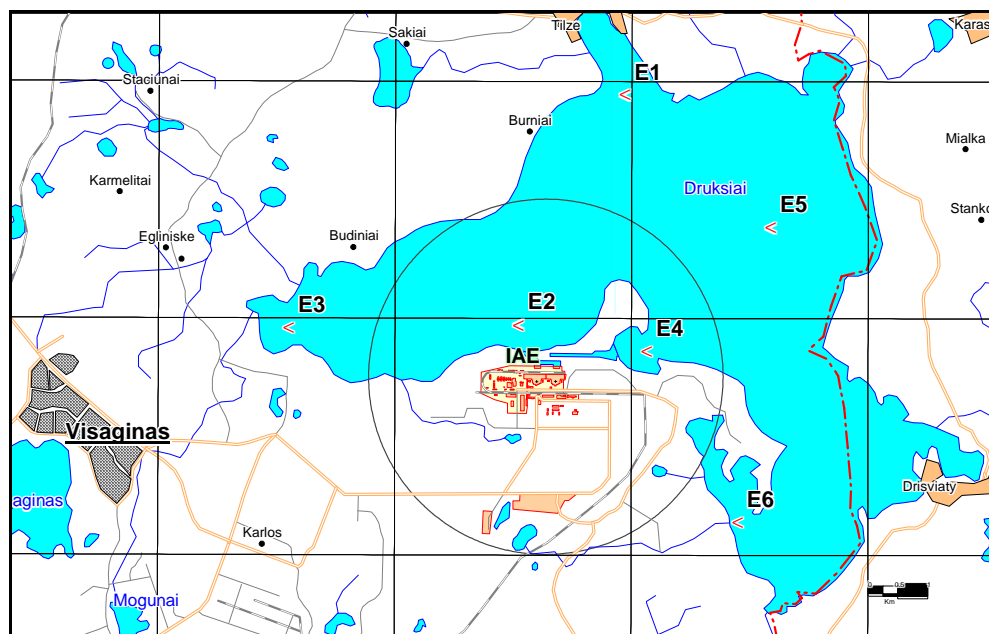 Tilze
Karas
Sakiai
E1
Staciunai
Burniai
Mialka
Karmelitai
Druksiai
E5
Stanko
Egliniske
Budiniai
E3
E2
E4
IAE
Visaginas
Drisviaty
aginas
E6
Karlos
0 0.5 1
Km
Mogunai